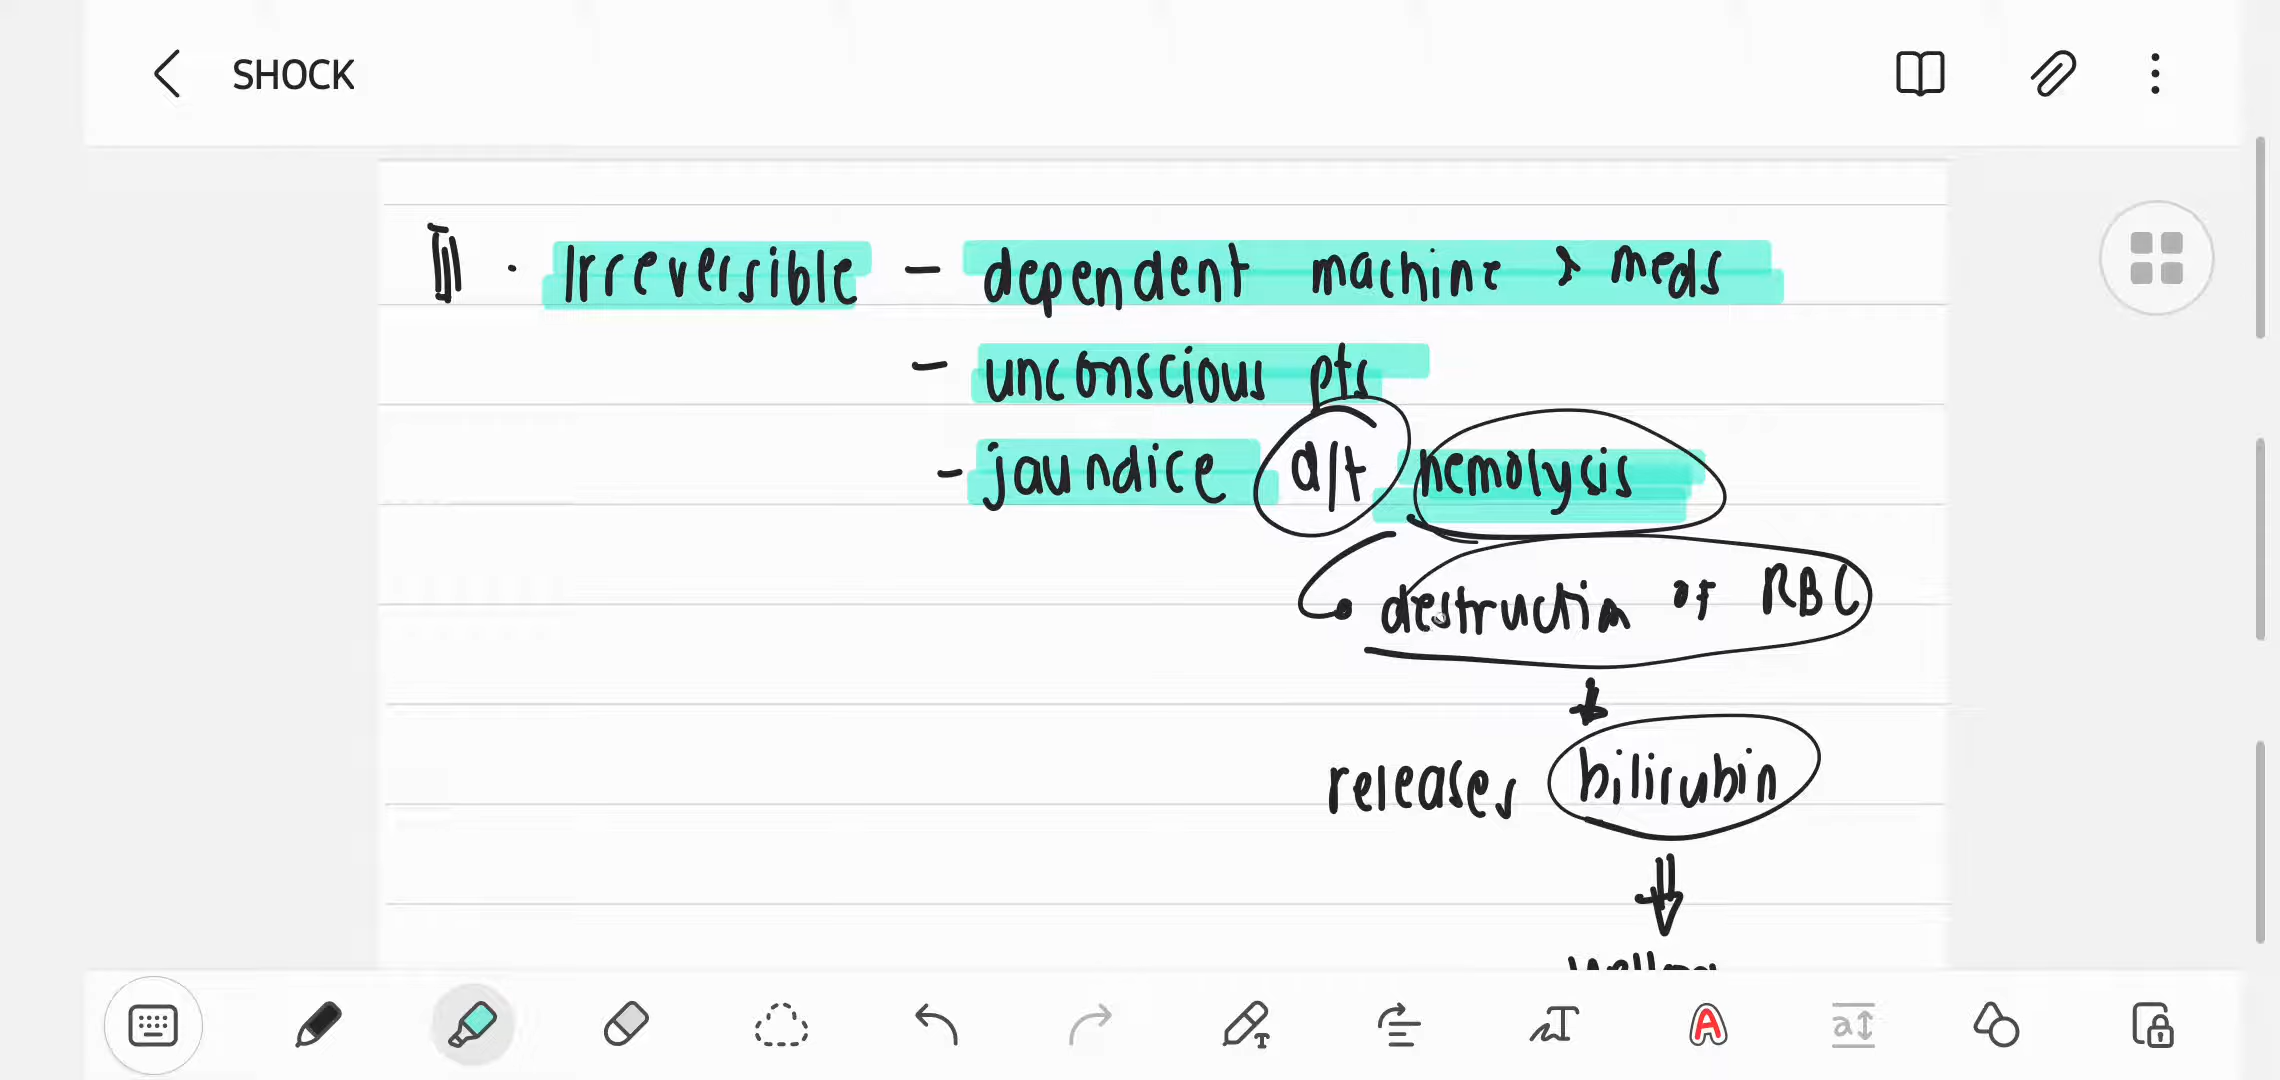 SHOCK
III. Irreversible - dependent machine & meds
- unconscious pts
- jaundice d/t hemolysis
destruction of RBC
releases bilirubin